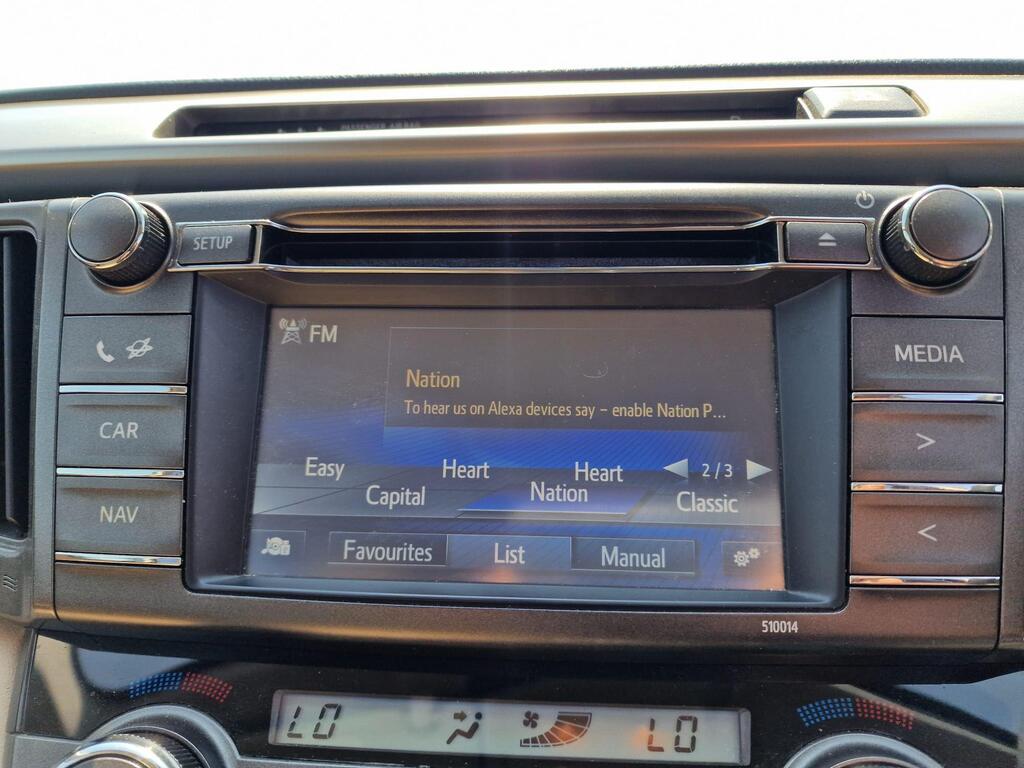 SETUP
FM
MEDIA
CAR
NAV
>
<
Nation
To hear us on Alexa devices say – enable Nation P...
Easy Heart Heart 2/3
Capital Nation Classic
Favourites List Manual
510014
LO LO